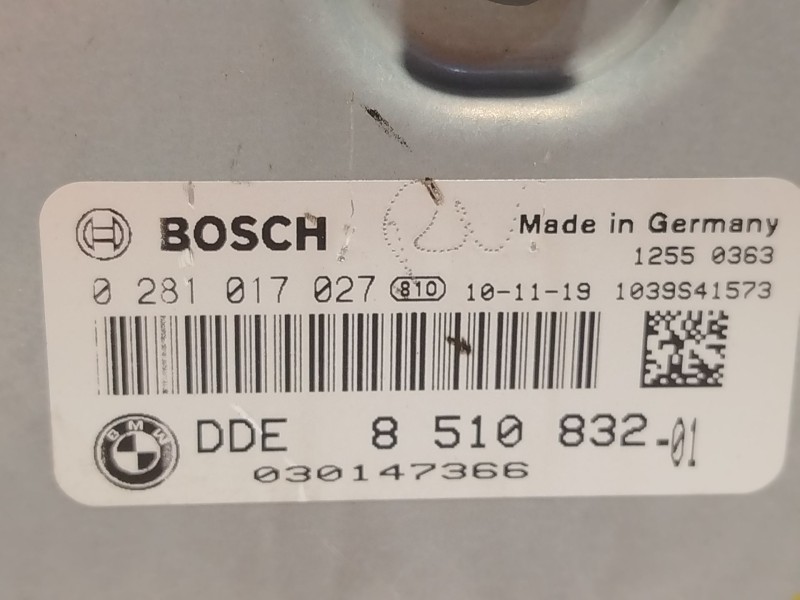 BOSCH
Made in Germany
1255 0363
0 281 017 027 810 10-11-19 1039S41573
BMW
DDE 8 510 832-01
030147366